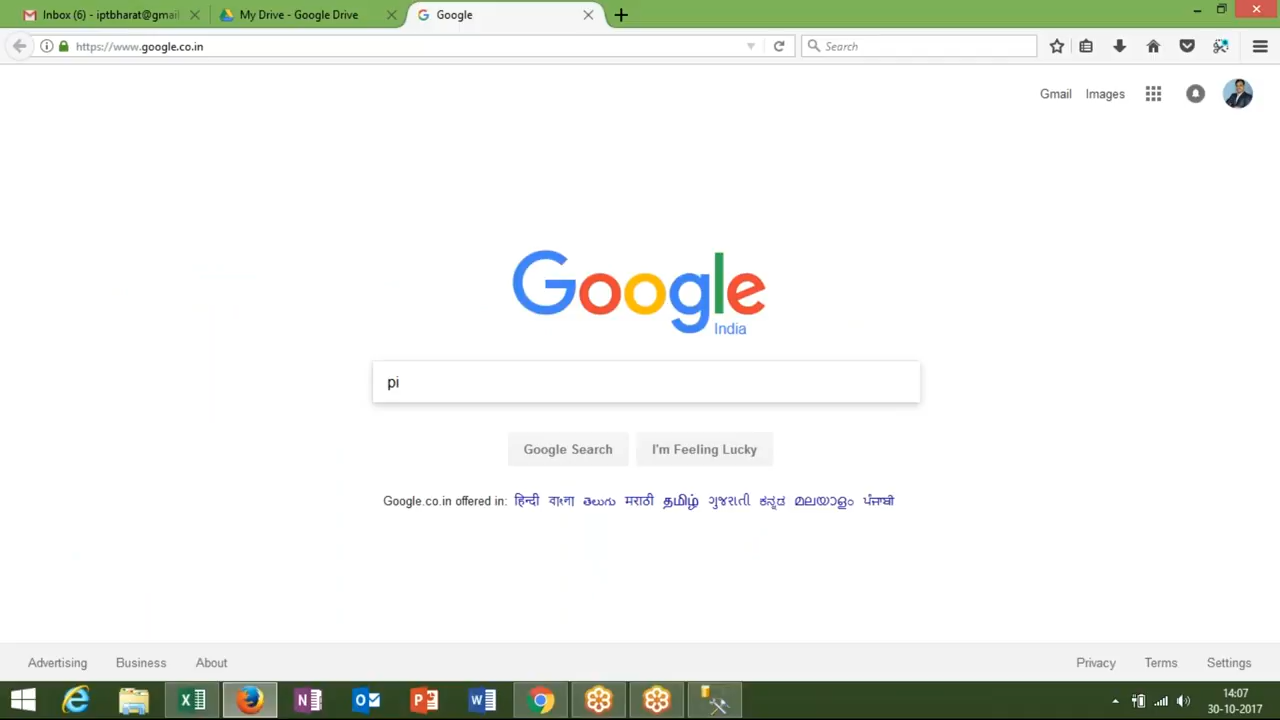 Inbox (6) - iptbharat@gmail
My Drive - Google Drive
Google
https://www.google.co.in
Search
Gmail
Images
Google
India
pi
Google Search
I'm Feeling Lucky
Google.co.in offered in: हिन्दी বাংলা తెలుగు मराठी தமிழ் ગુજરાતી ಕನ್ನಡ മലയാളം ਪੰਜਾਬੀ
Advertising
Business
About
Privacy
Terms
Settings
14:07
30-10-2017